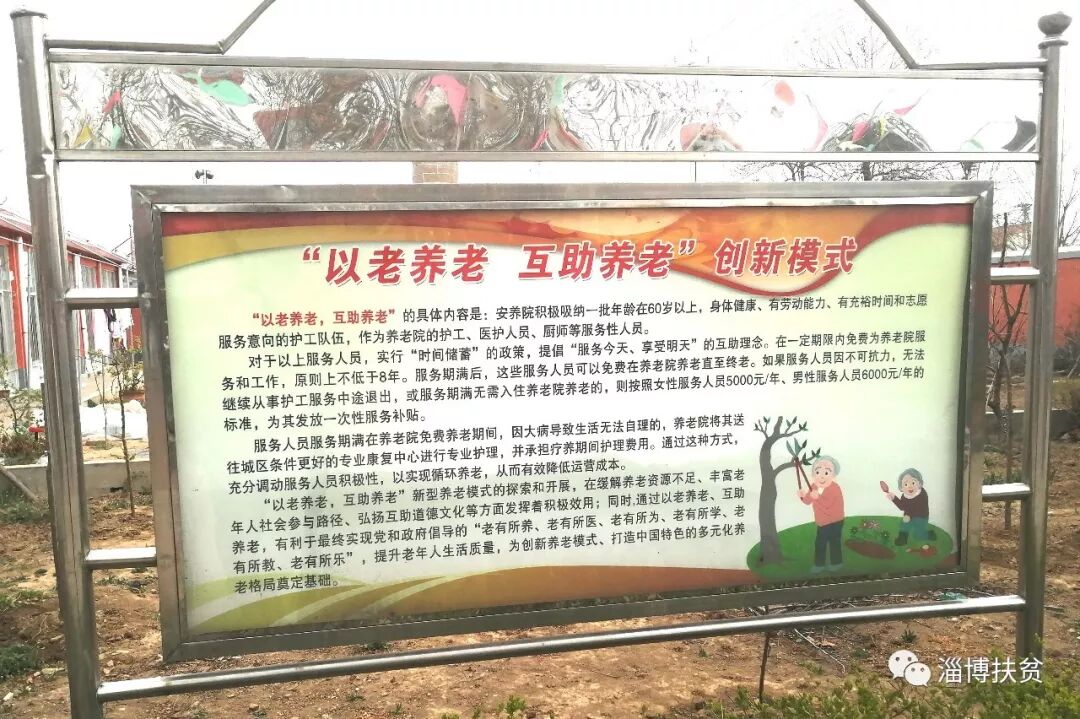 “以老养老 互助养老”创新模式
“以老养老，互助养老”的具体内容是：安养院积极吸纳一批年龄在60岁以上，身体健康、有劳动能力、有充裕时间和志愿
服务意向的护工队伍，作为养老院的护工、医护人员、厨师等服务性人员。
对于以上服务人员，实行“时间储蓄”的政策，提倡“服务今天、享受明天”的互助理念。在一定期限内免费为养老院服
务和工作，原则上不低于8年。服务期满后，这些服务人员可以免费在养老院养老直至终老。如果服务人员因不可抗力，无法
继续从事护工服务中途退出，或服务期满无需入住养老院养老的，则按照女性服务人员5000元/年、男性服务人员6000元/年的
标准，为其发放一次性服务补贴。
服务人员服务期满在养老院免费养老期间，因大病导致生活无法自理的，养老院将其送
往城区条件更好的专业康复中心进行专业护理，并承担疗养期间护理费用。通过这种方式，
充分调动服务人员积极性，以实现循环养老，从而有效降低运营成本。
“以老养老，互助养老”新型养老模式的探索和开展，在缓解养老资源不足、丰富老
年人社会参与路径、弘扬互助道德文化等方面发挥着积极效用；同时，通过以老养老、互助
养老，有利于最终实现党和政府倡导的“老有所养、老有所医、老有所为、老有所学、老
有所教、老有所乐”，提升老年人生活质量，为创新养老模式、打造中国特色的多元化养
老格局奠定基础。
淄博扶贫